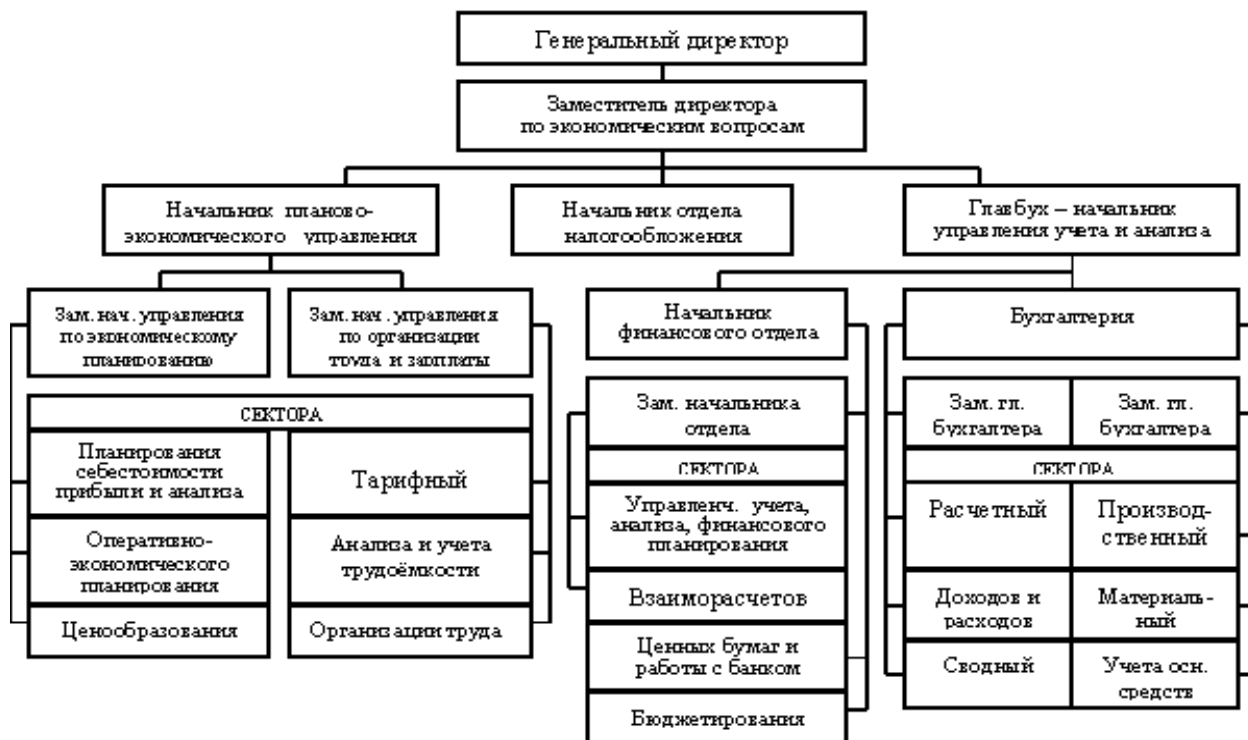 Генеральный директор
Заместитель директора
по экономическим вопросам
Начальник планово-
экономического управления
Начальник отдела
налогообложения
Главбух – начальник
управления учета и анализа
Зам. нач. управления
по экономическому
планированию
Зам. нач. управления
по организации
труда и зарплаты
Начальник
финансового отдела
Бухгалтерия
СЕКТОРА
Планирования
себестоимости
прибыли и анализа
Тарифный
Оперативно-
экономического
планирования
Анализа и учета
трудоёмкости
Ценообразования
Организации труда
Зам. начальника
отдела
СЕКТОРА
Управленч. учета,
анализа, финансового
планирования
Взаиморасчетов
Ценных бумаг и
работы с банком
Бюджетирования
Зам. гл.
бухгалтера
Зам. гл.
бухгалтера
СЕКТОРА
Расчетный
Производ-
ственный
Доходов и
расходов
Материаль-
ный
Сводный
Учета осн.
средств